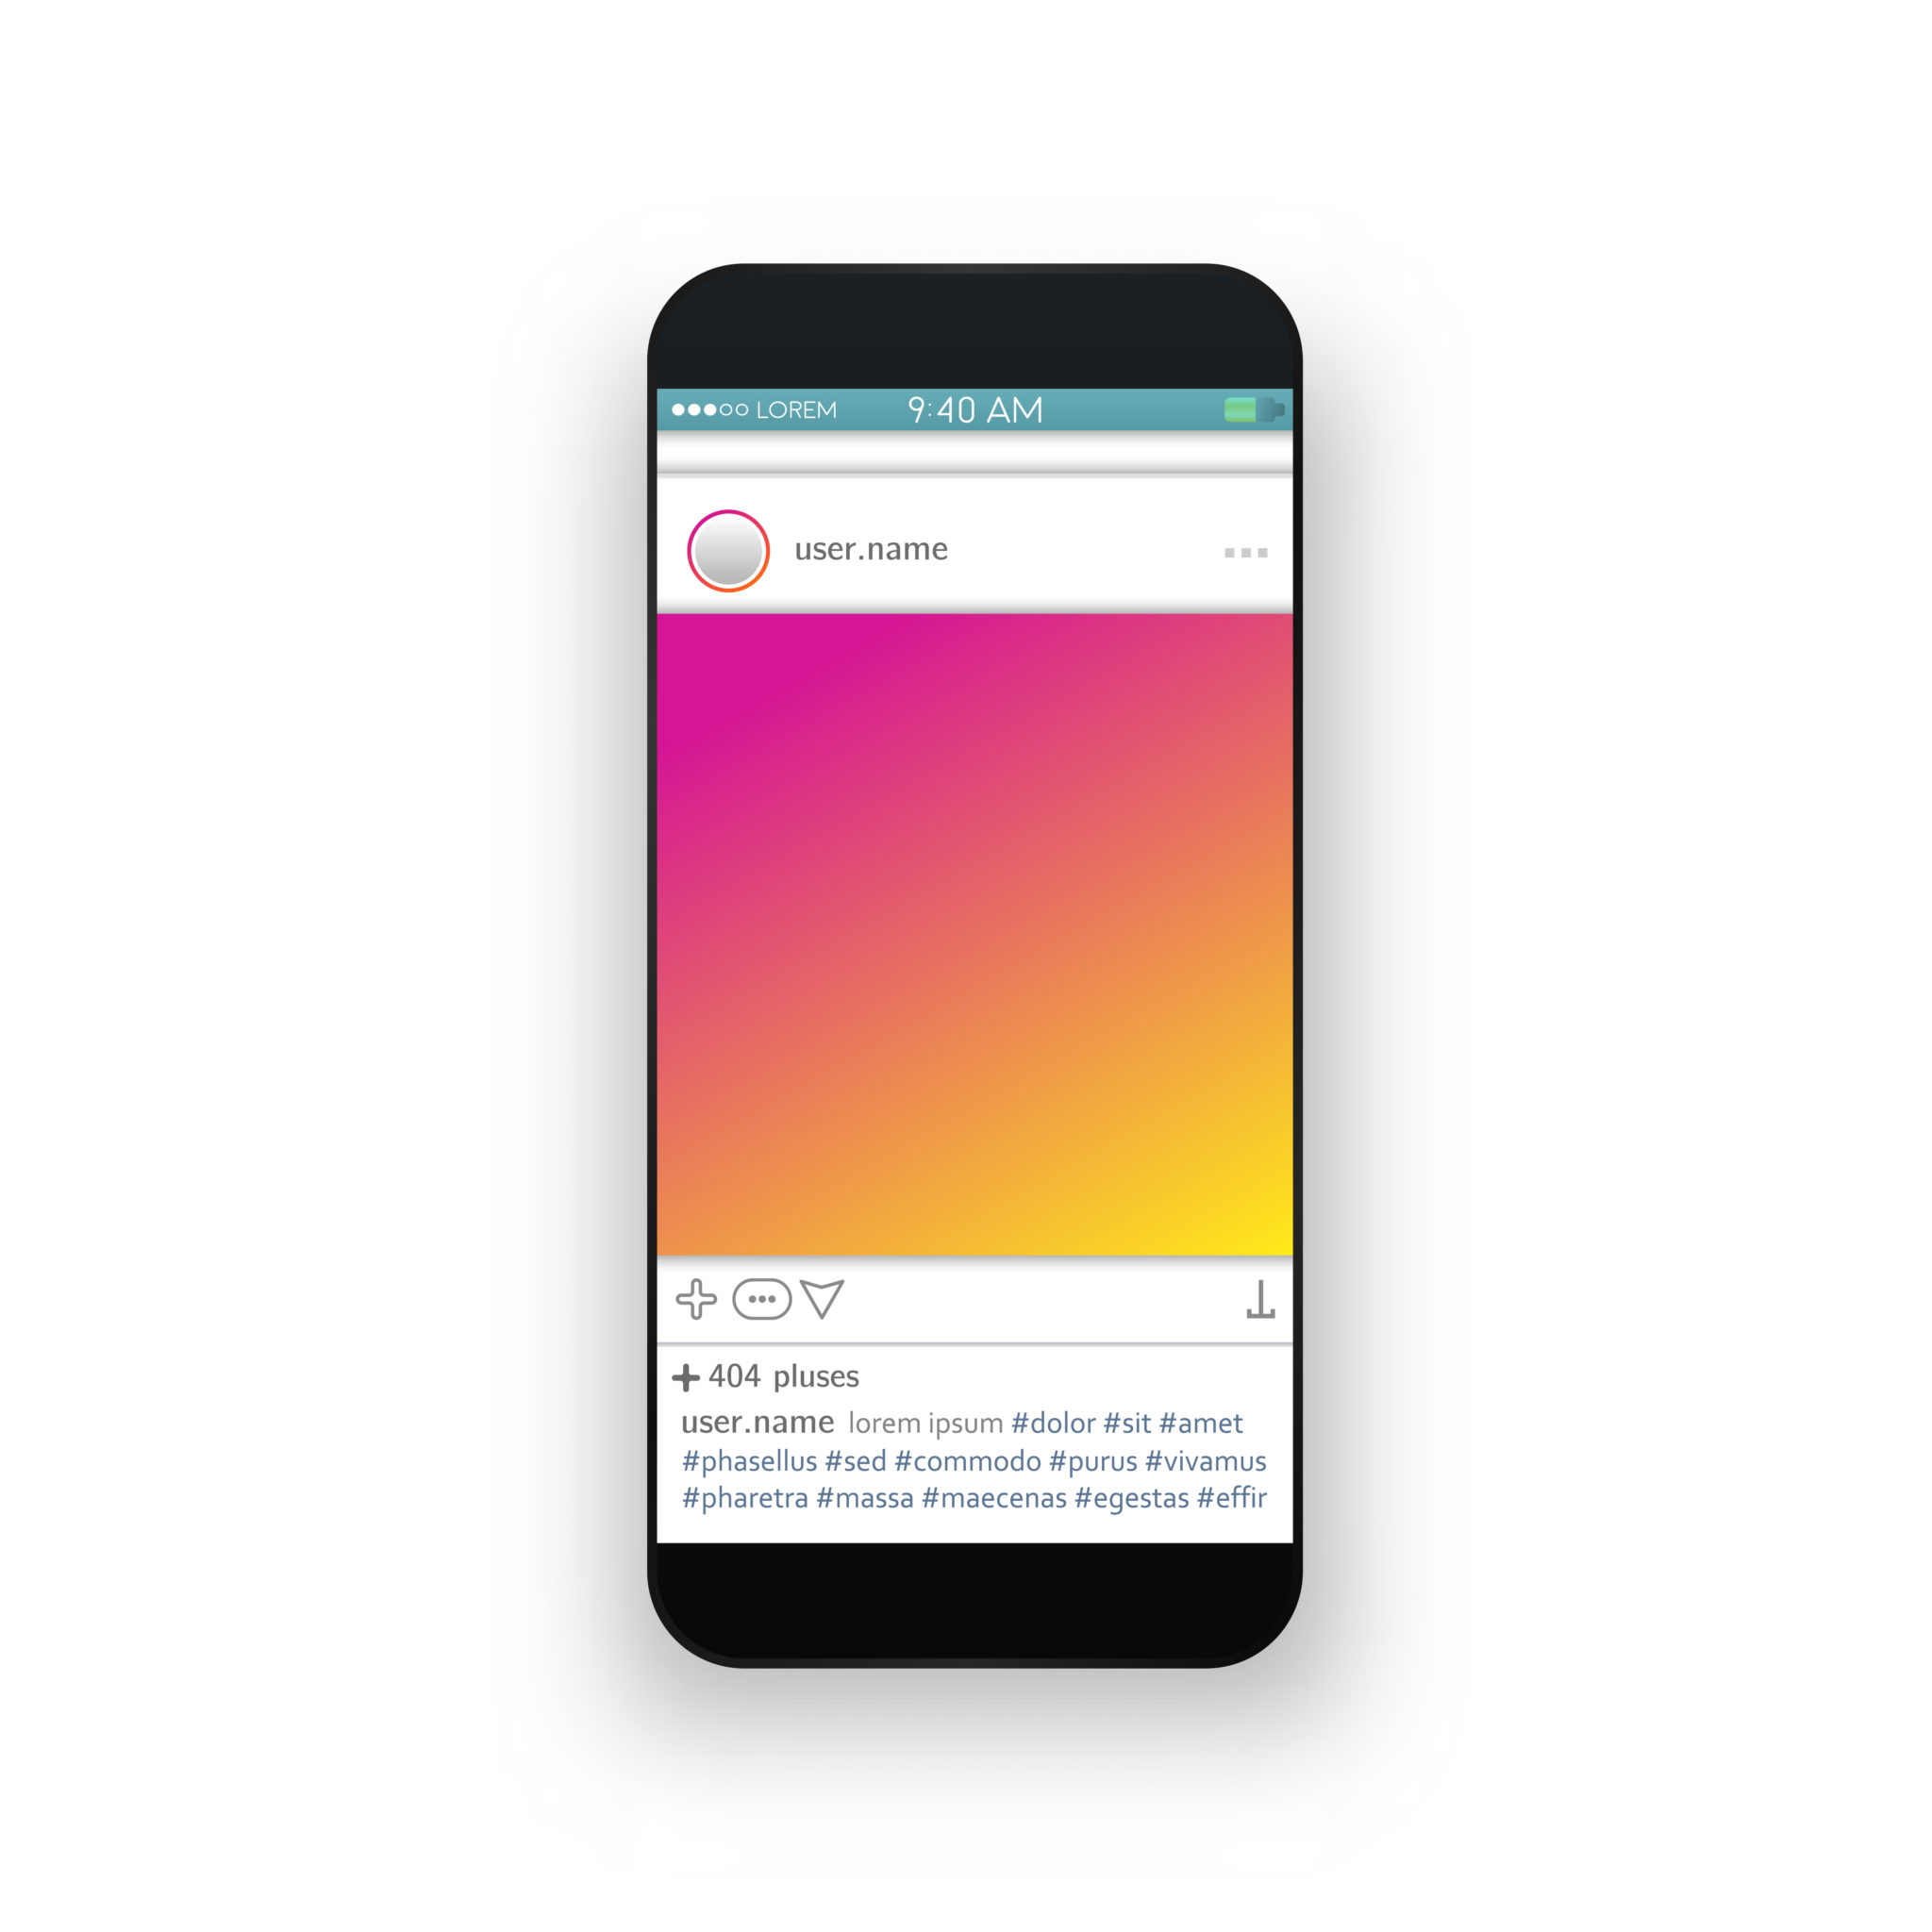 LOREM 9:40 AM
user.name
404 pluses
user.name lorem ipsum #dolor #sit #amet
#phasellus #sed #commodo #purus #vivamus
#pharetra #massa #maecenas #egestas #effir